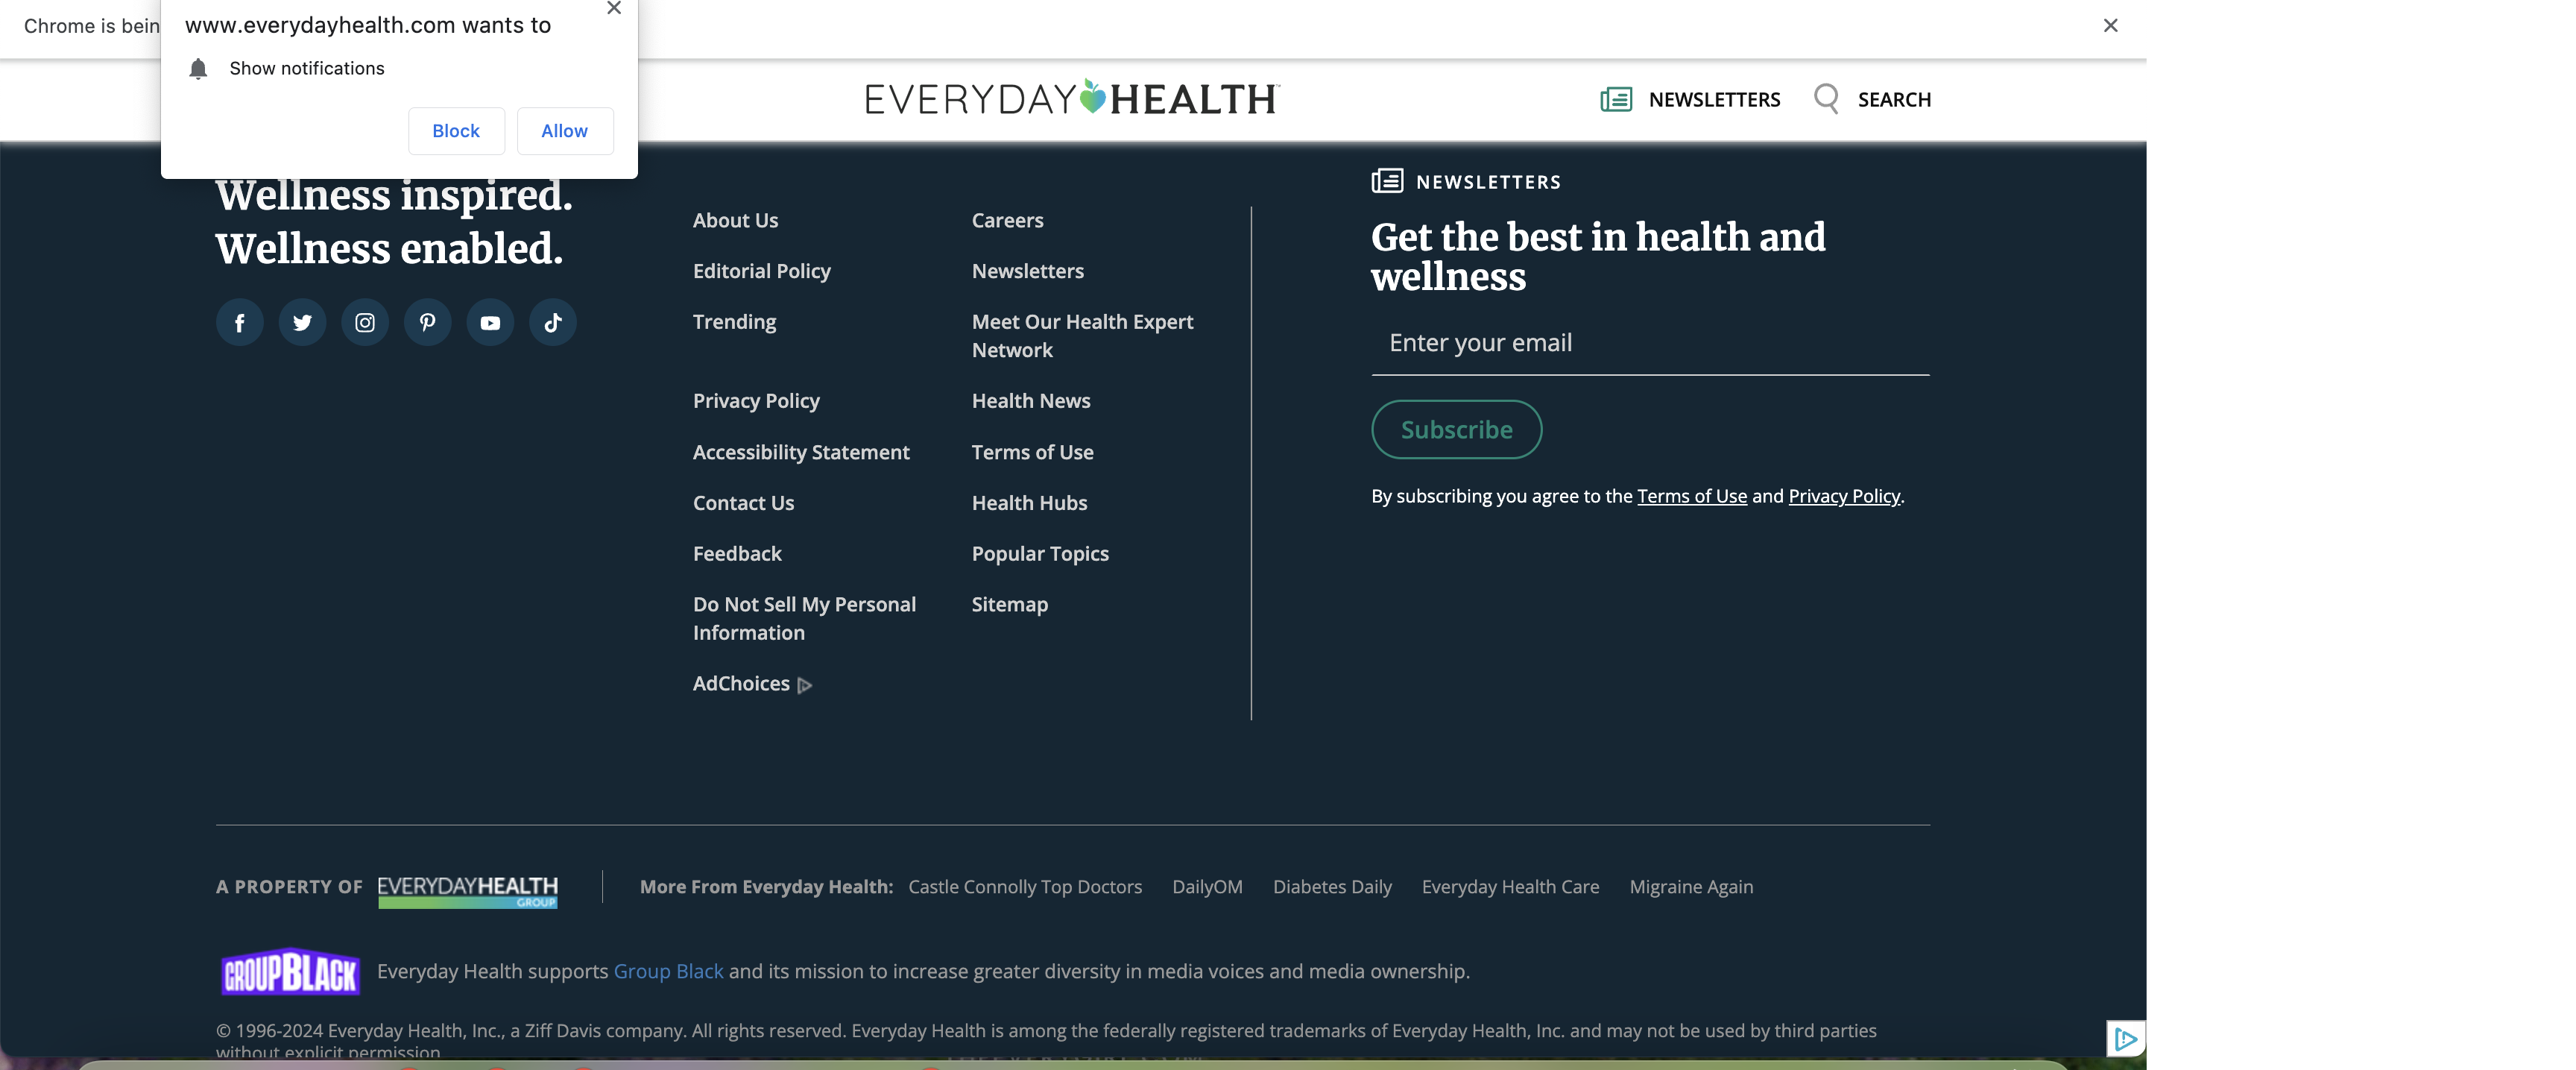 Chrome is bein
www.everydayhealth.com wants to
Show notifications
Block
Allow
EVERYDAY HEALTH
NEWSLETTERS
SEARCH
Wellness inspired.
Wellness enabled.
About Us
Editorial Policy
Trending
Privacy Policy
Accessibility Statement
Contact Us
Feedback
Do Not Sell My Personal
Information
AdChoices
Careers
Newsletters
Meet Our Health Expert
Network
Health News
Terms of Use
Health Hubs
Popular Topics
Sitemap
NEWSLETTERS
Get the best in health and
wellness
Enter your email
Subscribe
By subscribing you agree to the Terms of Use and Privacy Policy.
A PROPERTY OF EVERYDAYHEALTH
GROUP
More From Everyday Health: Castle Connolly Top Doctors DailyOM Diabetes Daily Everyday Health Care Migraine Again
GROUPBLACK
Everyday Health supports Group Black and its mission to increase greater diversity in media voices and media ownership.
© 1996-2024 Everyday Health, Inc., a Ziff Davis company. All rights reserved. Everyday Health is among the federally registered trademarks of Everyday Health, Inc. and may not be used by third parties
without explicit permission